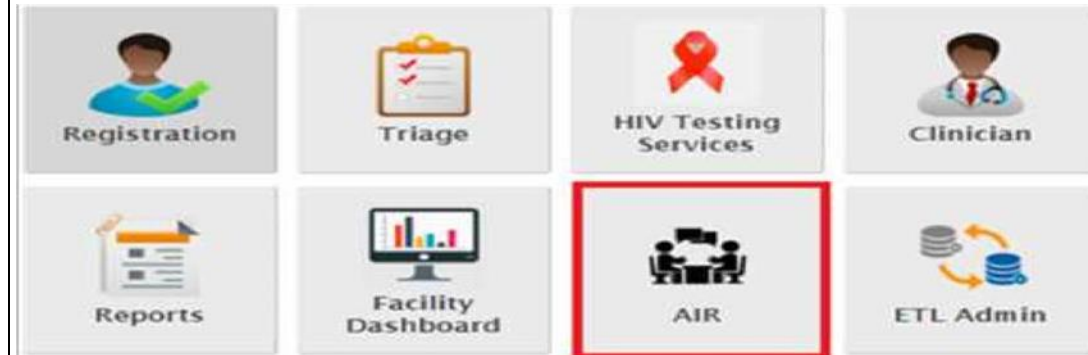 Registration
Triage
HIV Testing
Services
Clinician
Reports
Facility
Dashboard
AIR
ETL Admin